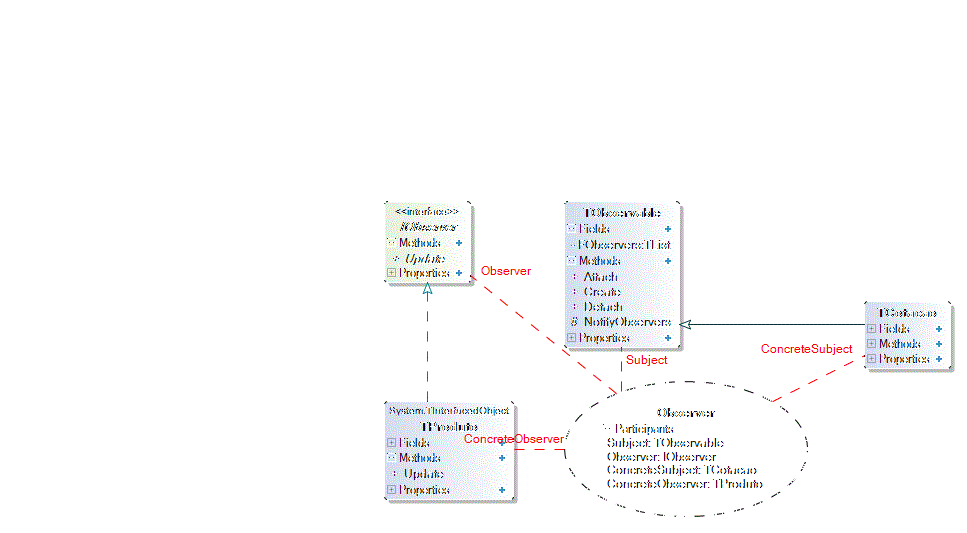 <<interface>>
IObserver
Methods
Update
Properties
Observer
TObservable
Fields
-FObservers:TList
Methods
Attach
Create
Detach
# NotifyObservers
Properties
Subject
TCotacao
Fields
Methods
Properties
ConcreteSubject
System.TInterfacedObject
TProduto
Fields
Methods
Update
Properties
ConcreteObserver
Observer
Participants
Subject: TObservable
Observer: IObserver
ConcreteSubject: TCotacao
ConcreteObserver: TProduto